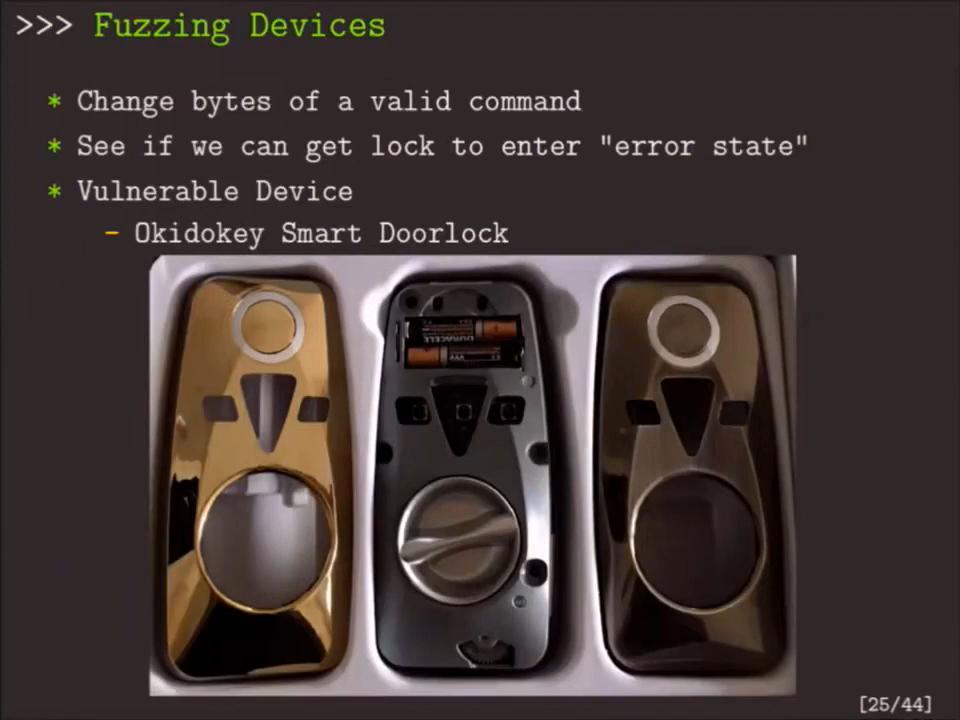 >>> Fuzzing Devices
* Change bytes of a valid command
* See if we can get lock to enter "error state"
* Vulnerable Device
– Okidokey Smart Doorlock
DURACELL
[25/44]